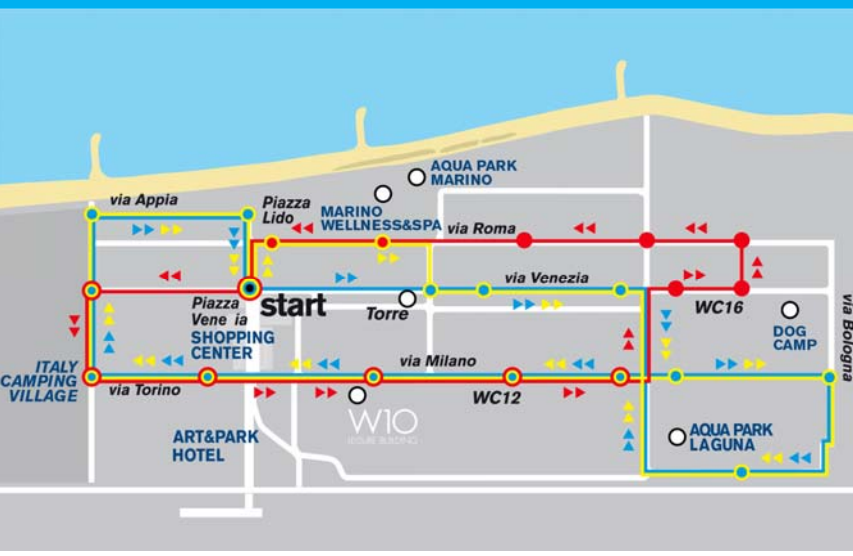 via Appia
Piazza
Lido
AQUA PARK
MARINO
MARINO
WELLNESS&SPA
via Roma
via Venezia
start
Piazza
Vene ia
SHOPPING
CENTER
Torre
WC16
DOG
CAMP
via Bologna
ITALY
CAMPING
VILLAGE
via Torino
via Milano
WC12
W10
LEISURE BUILDING
ART&PARK
HOTEL
AQUA PARK
LAGUNA